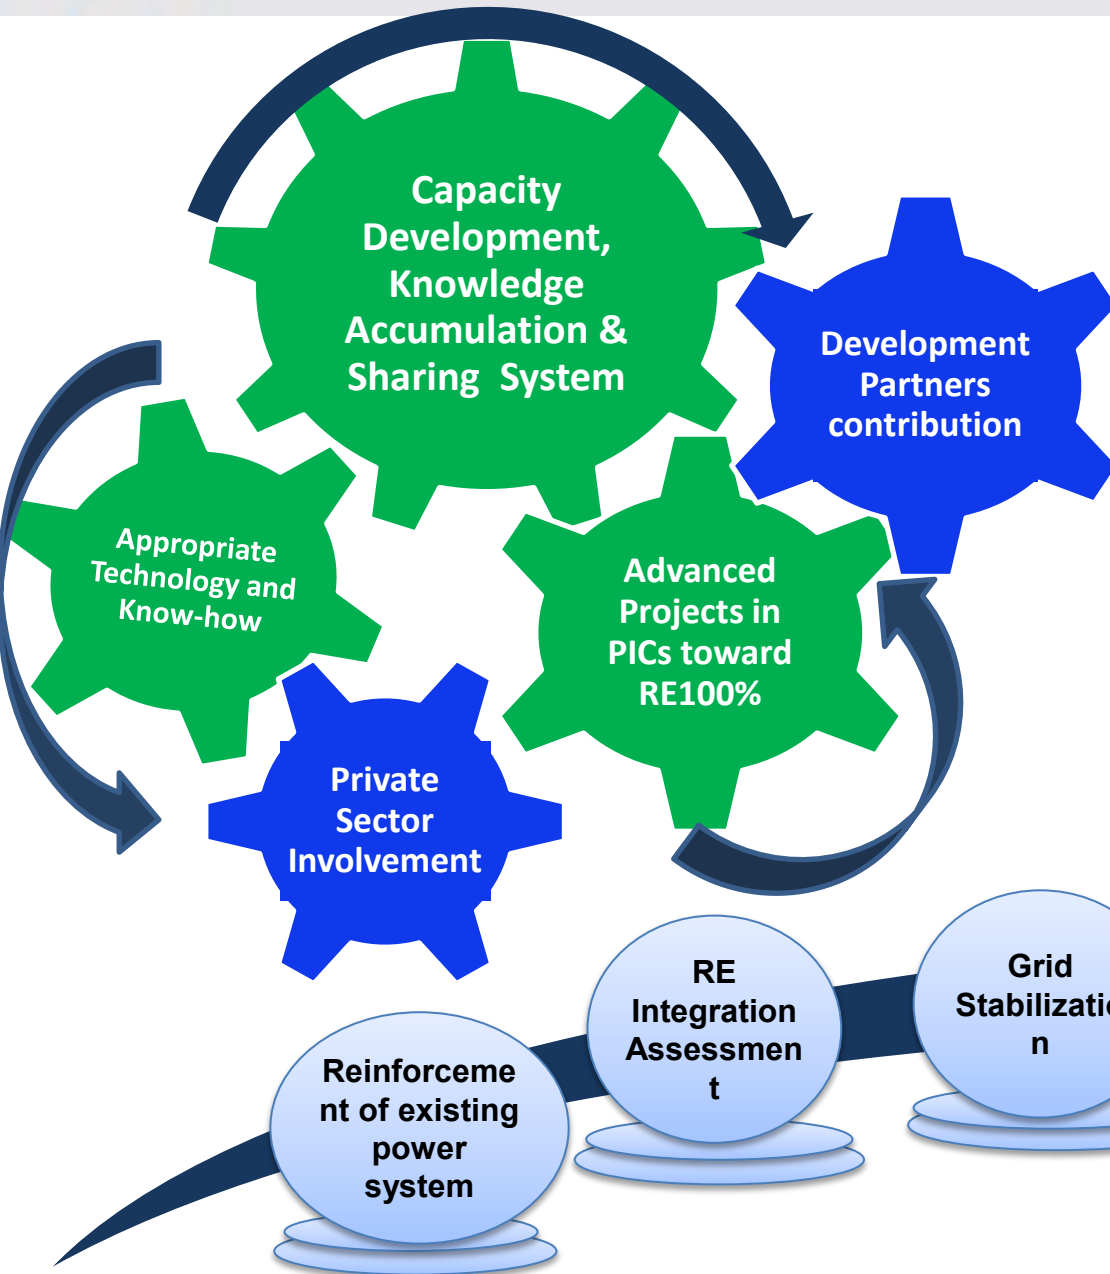 Capacity
Development,
Knowledge
Accumulation &
Sharing System
Development
Partners
contribution
Appropriate
Technology and
Know-how
Advanced
Projects in
PICs toward
RE100%
Private
Sector
Involvement
RE
Integration
Assessmen
t
Grid
Stabilizatio
n
Reinforceme
nt of existing
power
system